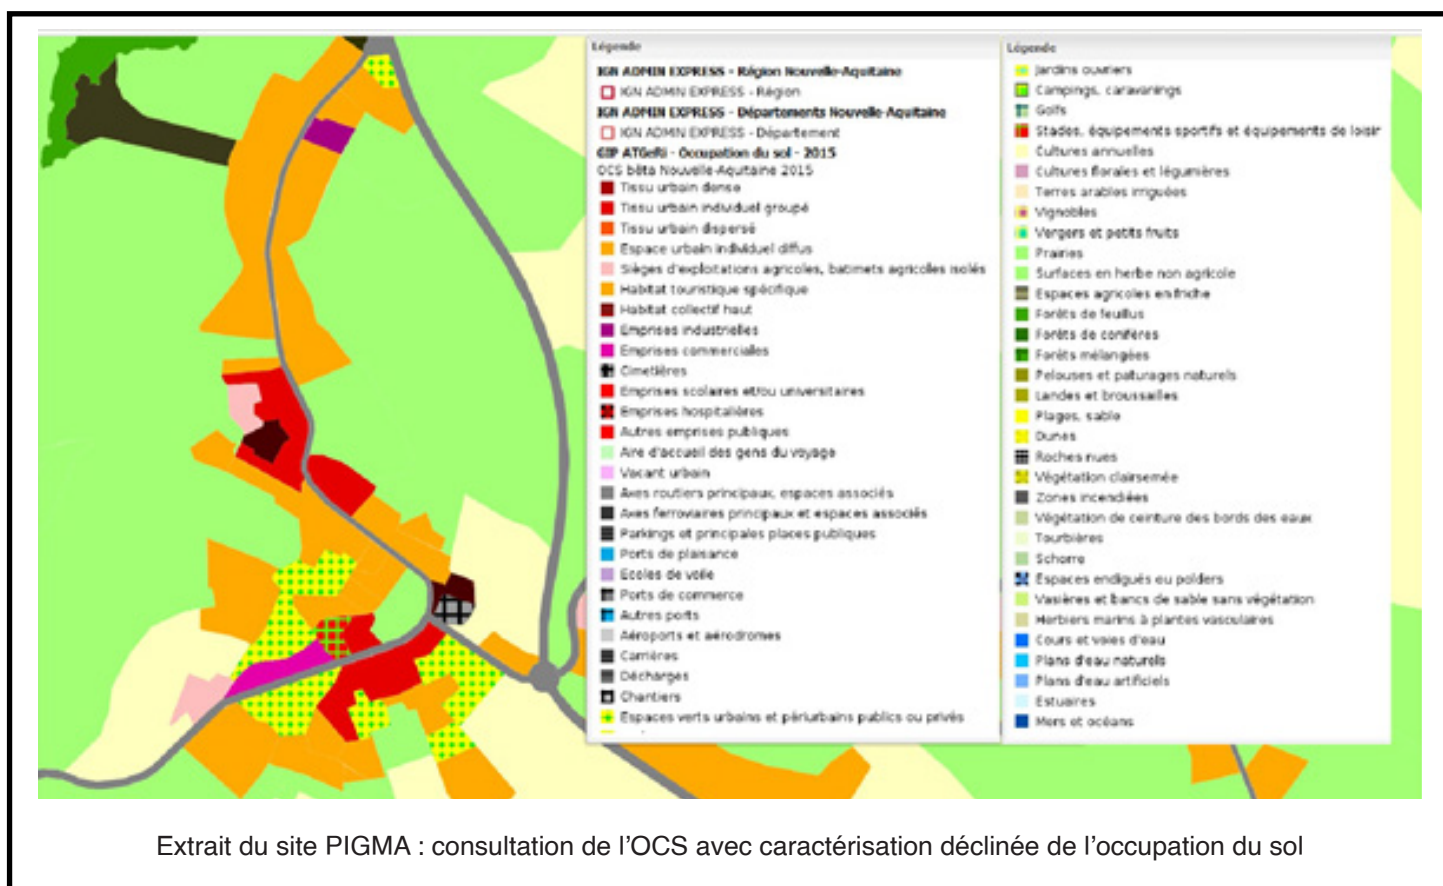 Légende
IGN ADMIN EXPRESS - Région Nouvelle-Aquitaine
IGN ADMIN EXPRESS - Région
IGN ADMIN EXPRESS - Départements Nouvelle-Aquitaine
IGN ADMIN EXPRESS - Département
GIP ATGeRi - Occupation du sol - 2015
OCS bêta Nouvelle-Aquitaine 2015
Tissu urbain dense
Tissu urbain individuel groupé
Tissu urbain dispersé
Espace urbain individuel diffus
Sièges d'exploitations agricoles, batimets agricoles isolés
Habitat touristique spécifique
Habitat collectif haut
Emprises industrielles
Emprises commerciales
Cimetières
Emprises scolaires et/ou universitaires
Emprises hospitalières
Autres emprises publiques
Aire d'accueil des gens du voyage
Vacant urbain
Axes routiers principaux, espaces associés
Axes ferroviaires principaux et espaces associés
Parkings et principales places publiques
Ports de plaisance
Ecoles de voile
Ports de commerce
Autres ports
Aéroports et aérodromes
Carrières
Décharges
Chantiers
Espaces verts urbains et périurbains publics ou privés
Légende
Jardins ouvriers
Campings, caravanings
Golfs
Stades, équipements sportifs et équipements de loisir
Cultures annuelles
Cultures florales et légumières
Terres arables irriguées
Vignobles
Vergers et petits fruits
Prairies
Surfaces en herbe non agricole
Espaces agricoles en friche
Forêts de feuillus
Forêts de conifères
Forêts mélangées
Pelouses et paturages naturels
Landes et broussailles
Plages, sable
Dunes
Roches nues
Végétation clairsemée
Zones incendiées
Végétation de ceinture des bords des eaux
Tourbières
Schorre
Espaces endigués ou polders
Vasières et bancs de sable sans végétation
Herbiers marins à plantes vasculaires
Cours et voies d'eau
Plans d'eau naturels
Plans d'eau artificiels
Estuaires
Mers et océans
Extrait du site PIGMA : consultation de l'OCS avec caractérisation déclinée de l'occupation du sol